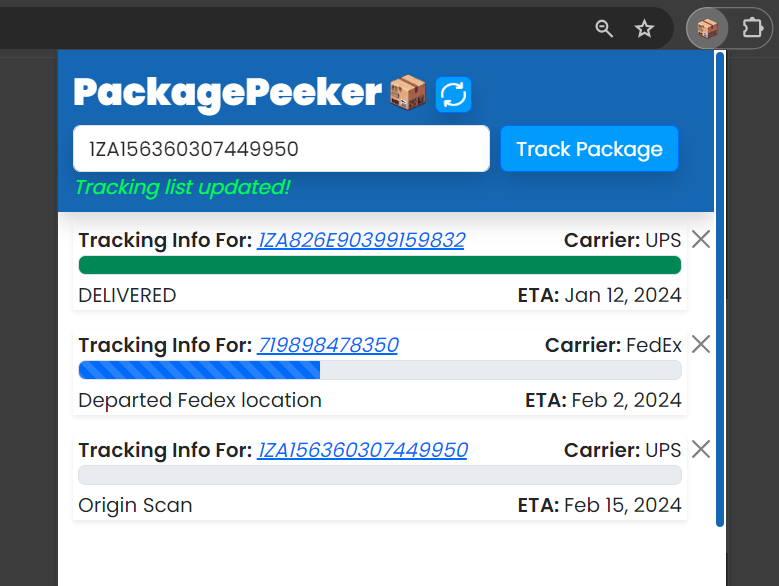 PackagePeeker
1ZA156360307449950 Track Package
Tracking list updated!
Tracking Info For: 1ZA826E90399159832 Carrier: UPS
DELIVERED ETA: Jan 12, 2024
Tracking Info For: 719898478350 Carrier: FedEx
Departed Fedex location ETA: Feb 2, 2024
Tracking Info For: 1ZA156360307449950 Carrier: UPS
Origin Scan ETA: Feb 15, 2024